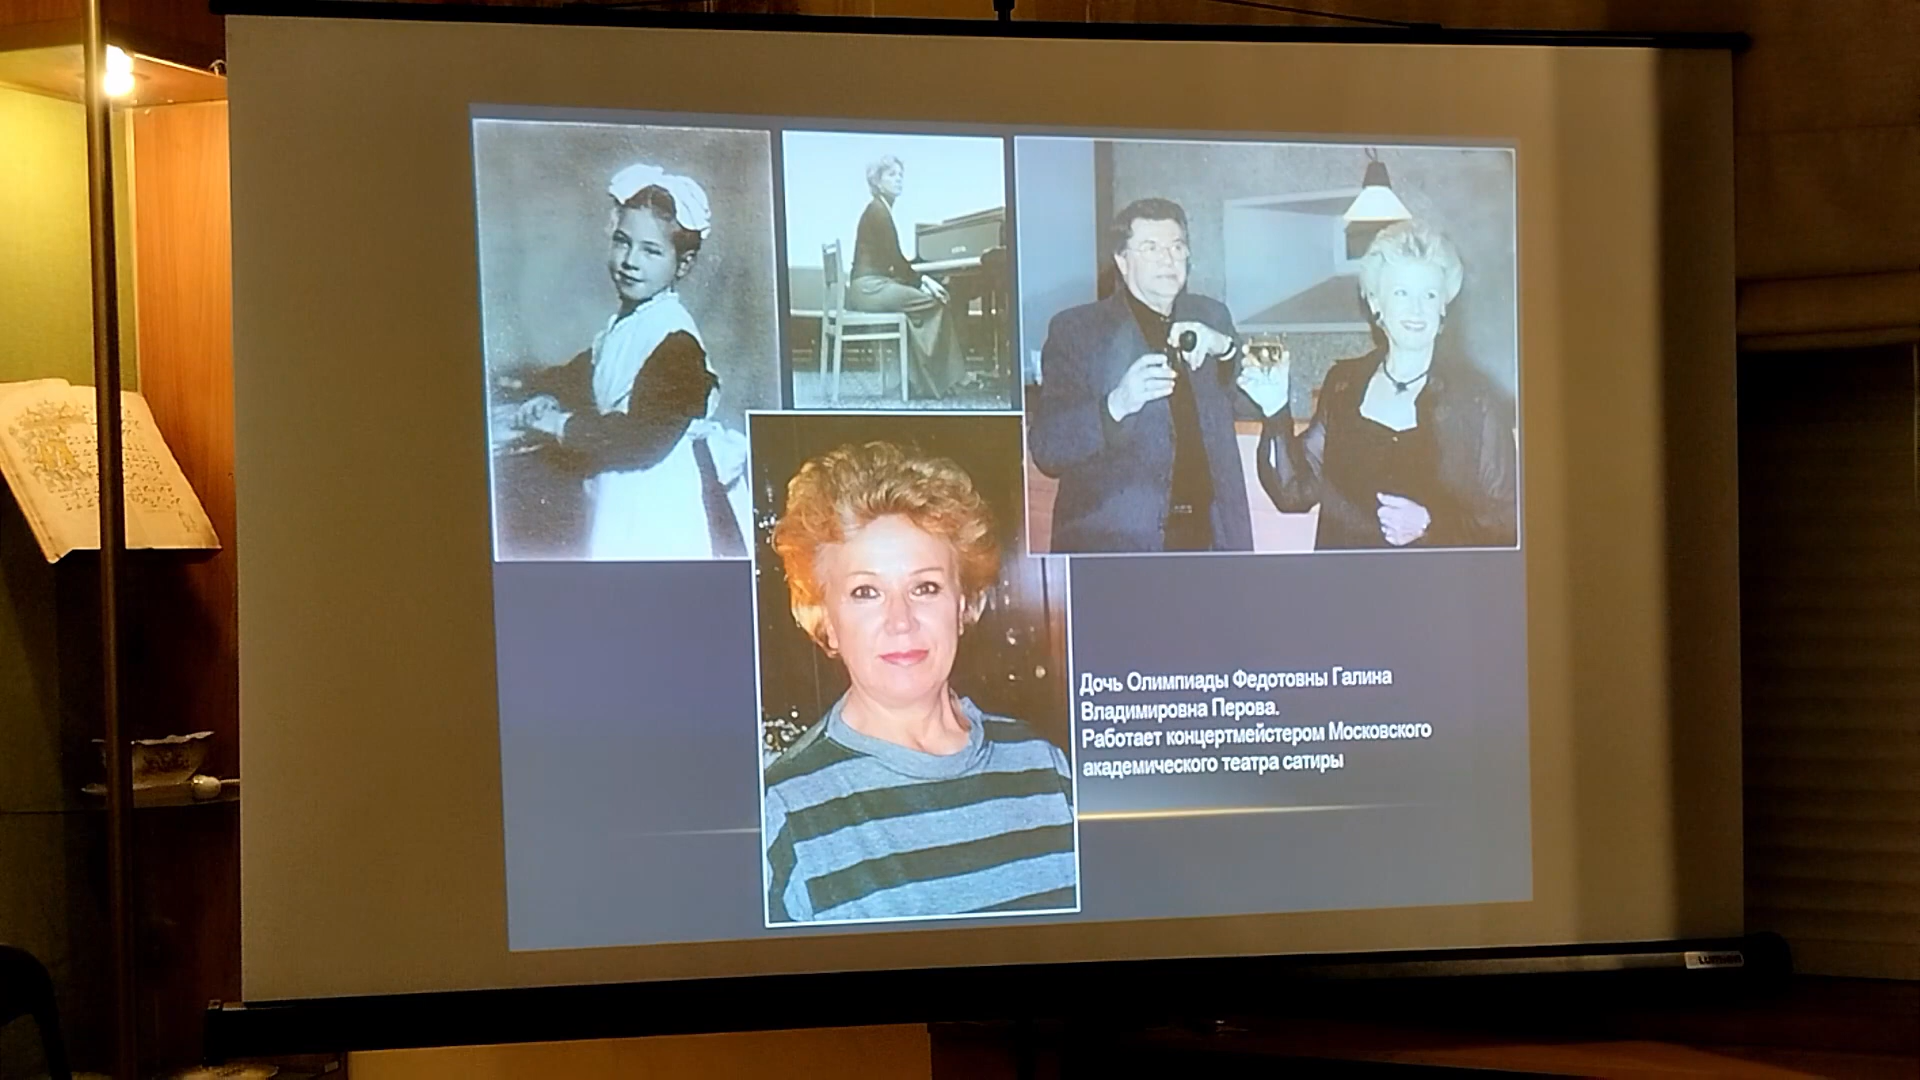 Дочь Олимпиады Федотовны Галина
Владимировна Перова.
Работает концертмейстером Московского
академического театра сатиры